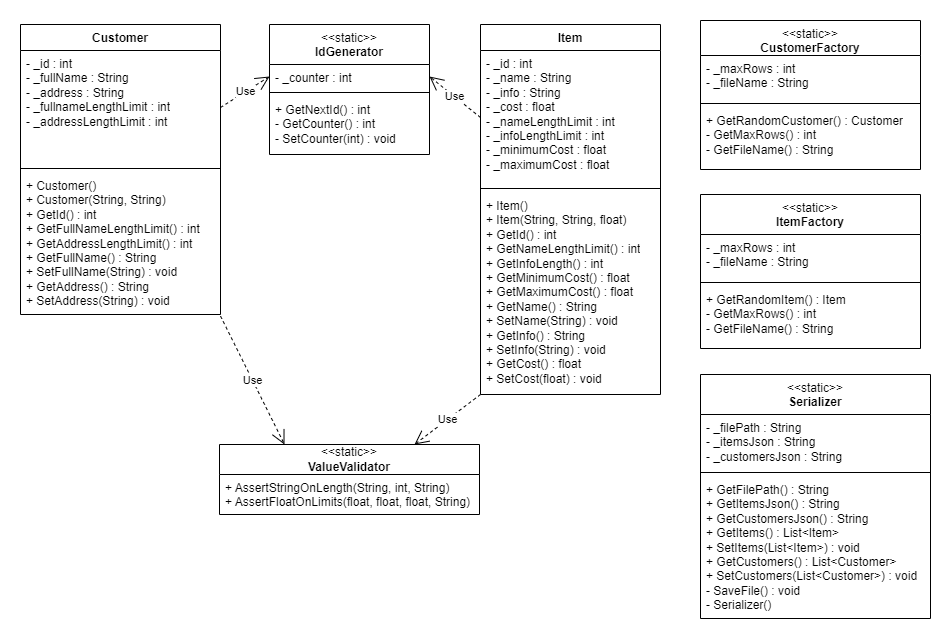 Customer
- _id : int
- _fullName : String
- _address : String
- _fullnameLengthLimit : int
- _addressLengthLimit : int
+ Customer()
+ Customer(String, String)
+ GetId() : int
+ GetFullNameLengthLimit() : int
+ GetAddressLengthLimit() : int
+ GetFullName() : String
+ SetFullName(String) : void
+ GetAddress() : String
+ SetAddress(String) : void
Use
Use
<<static>>
IdGenerator
- _counter : int
+ GetNextId() : int
- GetCounter() : int
- SetCounter(int) : void
Use
Item
- _id : int
- _name : String
- _info : String
- _cost : float
- _nameLengthLimit : int
- _infoLengthLimit : int
- _minimumCost : float
- _maximumCost : float
+ Item()
+ Item(String, String, float)
+ GetId() : int
+ GetNameLengthLimit() : int
+ GetInfoLength() : int
+ GetMinimumCost() : float
+ GetMaximumCost() : float
+ GetName() : String
+ SetName(String) : void
+ GetInfo() : String
+ SetInfo(String) : void
+ GetCost() : float
+ SetCost(float) : void
Use
<<static>>
ValueValidator
+ AssertStringOnLength(String, int, String)
+ AssertFloatOnLimits(float, float, float, String)
<<static>>
CustomerFactory
- _maxRows : int
- _fileName : String
+ GetRandomCustomer() : Customer
- GetMaxRows() : int
- GetFileName() : String
<<static>>
ItemFactory
- _maxRows : int
- _fileName : String
+ GetRandomItem() : Item
- GetMaxRows() : int
- GetFileName() : String
<<static>>
Serializer
- _filePath : String
- _itemsJson : String
- _customersJson : String
+ GetFilePath() : String
+ GetItemsJson() : String
+ GetCustomersJson() : String
+ GetItems() : List<Item>
+ SetItems(List<Item>) : void
+ GetCustomers() : List<Customer>
+ SetCustomers(List<Customer>) : void
- SaveFile() : void
- Serializer()